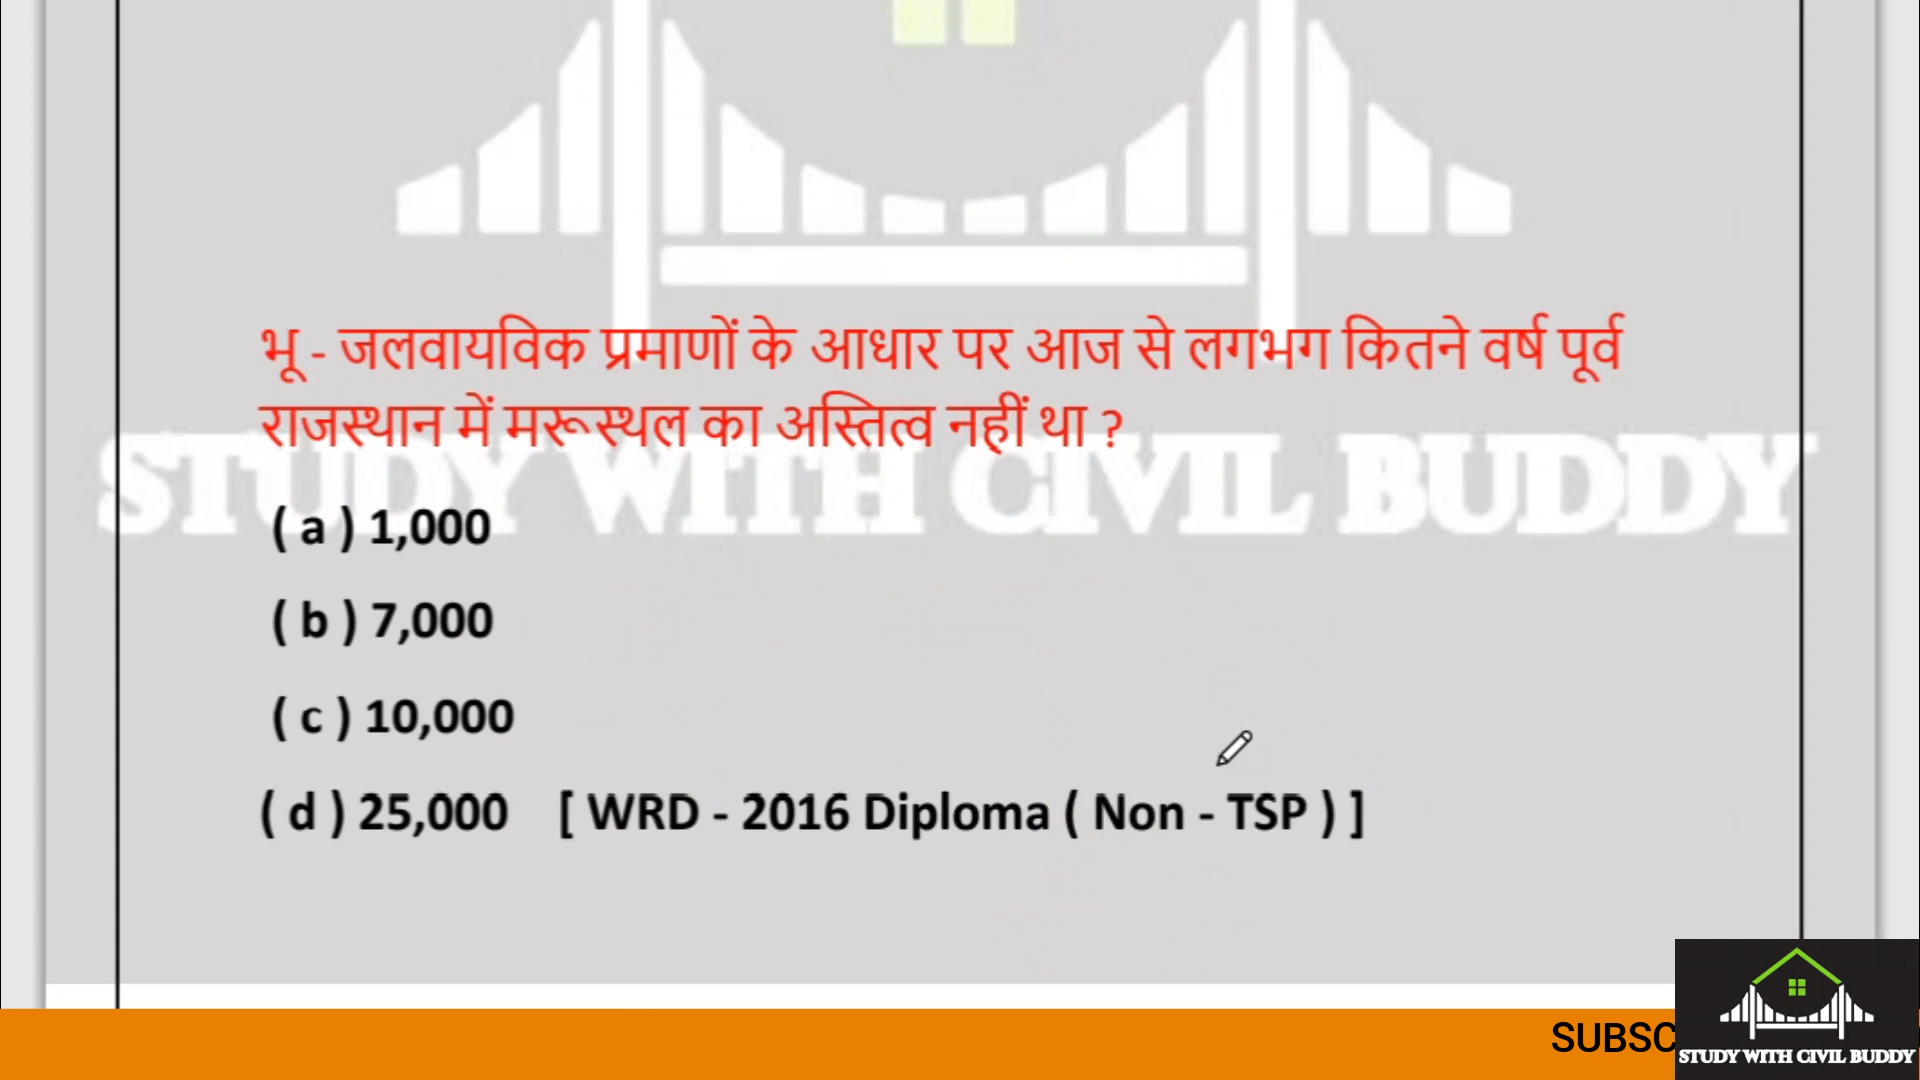 भू - जलवायविक प्रमाणों के आधार पर आज से लगभग कितने वर्ष पूर्व
राजस्थान में मरूस्थल का अस्तित्व नहीं था ?
STUDY WITH CIVIL BUDDY
( a ) 1,000
( b ) 7,000
( c ) 10,000
( d ) 25,000 [ WRD - 2016 Diploma ( Non - TSP ) ]
SUBSC
STUDY WITH CIVIL BUDDY